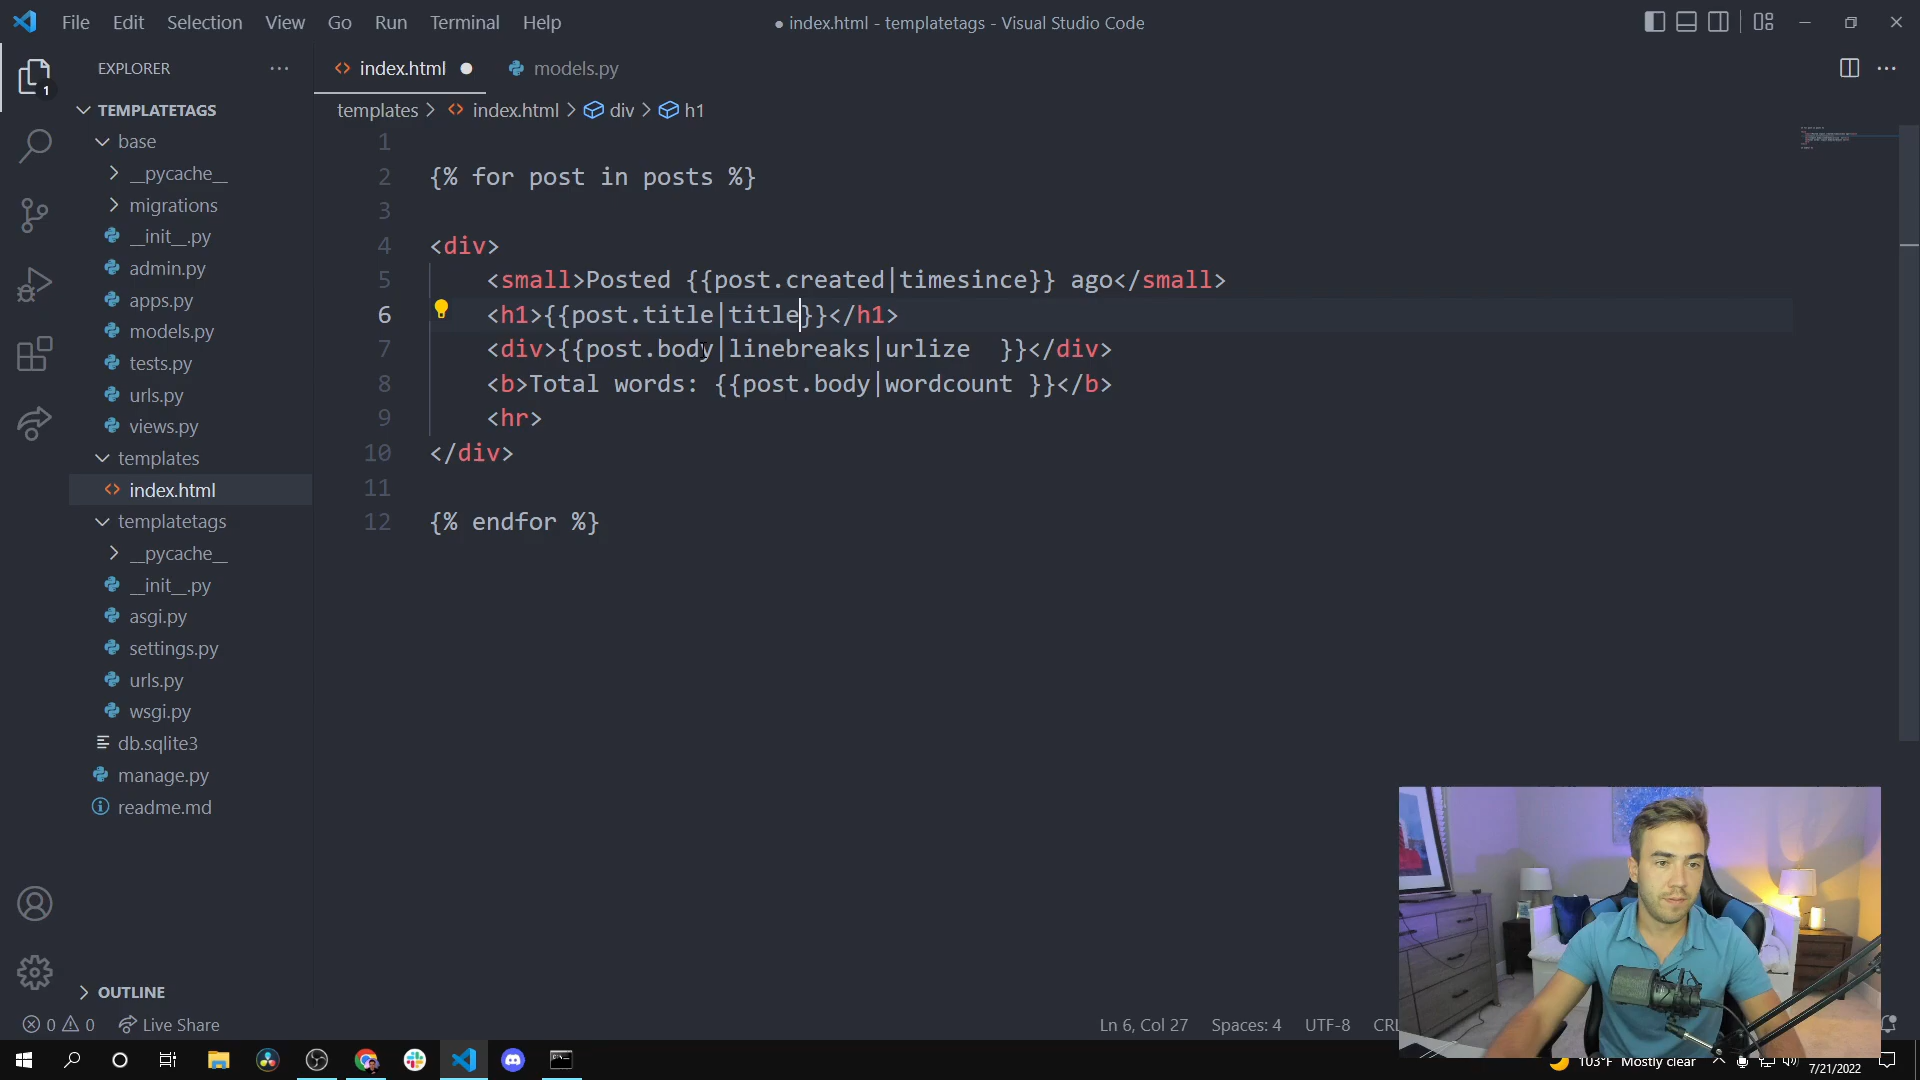 File Edit Selection View Go Run Terminal Help
● index.html - templatetags - Visual Studio Code
EXPLORER
1
TEMPLATETAGS
base
__pycache__
migrations
__init__.py
admin.py
apps.py
models.py
tests.py
urls.py
views.py
templates
index.html
templatetags
__pycache__
__init__.py
asgi.py
settings.py
urls.py
wsgi.py
db.sqlite3
manage.py
readme.md
OUTLINE
index.html models.py
templates > index.html > div > h1
1
2 {% for post in posts %}
3
4 <div>
5 <small>Posted {{post.created|timesince}} ago</small>
6 <h1>{{post.title|title}}</h1>
7 <div>{{post.body|linebreaks|urlize  }}</div>
8 <b>Total words: {{post.body|wordcount }}</b>
9 <hr>
10 </div>
11
12 {% endfor %}
0 0 Live Share
Ln 6, Col 27 Spaces: 4 UTF-8
103°F Mostly clear
7/21/2022